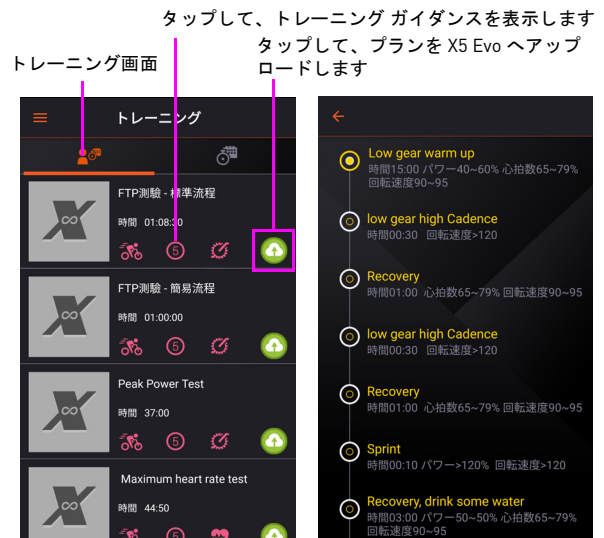 タップして、トレーニング ガイダンスを表示します
タップして、プランを X5 Evo へアップ
ロードします
トレーニング画面
トレーニング
FTP測驗 - 標準流程
時間 01:08:30
5
FTP測驗 - 簡易流程
時間 01:00:00
5
Peak Power Test
時間 37:00
5
Maximum heart rate test
時間 44:50
5
Low gear warm up
時間15:00 パワー40~60% 心拍数65~79%
回転速度90~95
low gear high Cadence
時間00:30 回転速度>120
Recovery
時間01:00 心拍数65~79% 回転速度90~95
low gear high Cadence
時間00:30 回転速度>120
Recovery
時間01:00 心拍数65~79% 回転速度90~95
Sprint
時間00:10 パワー>120% 回転速度>120
Recovery, drink some water
時間03:00 パワー50~50% 心拍数65~79%
回転速度90~95